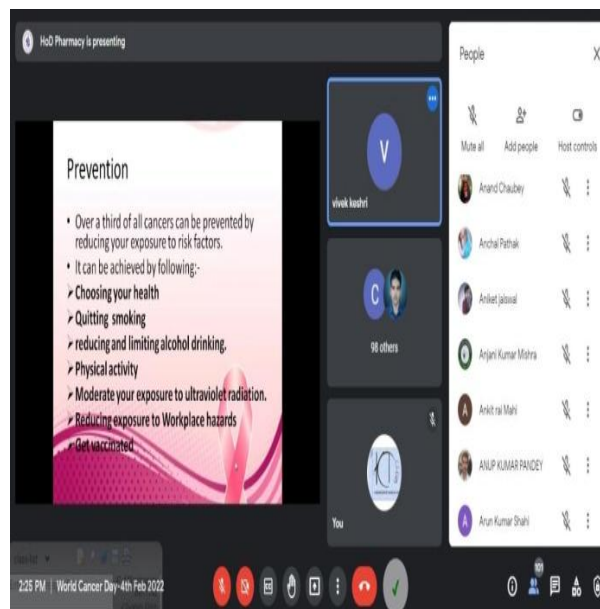 HoD Pharmacy is presenting
Prevention
• Over a third of all cancers can be prevented by
reducing your exposure to risk factors.
• It can be achieved by following:-
➢Choosing your health
➢Quitting smoking
➢reducing and limiting alcohol drinking.
➢Physical activity
➢Moderate your exposure to ultraviolet radiation.
➢Reducing exposure to Workplace hazards
➢Get vaccinated
V
vivek keshri
C
98 others
You
People
Mute all
Add people
Host controls
Anand Chaubey
Anchal Pathak
Aniket jaiswal
Anjani Kumar Mishra
A
Ankit rai Mahi
ANUP KUMAR PANDEY
A
Arun Kumar Shahi
2:25 PM | World Cancer Day-4th Feb 2022
101